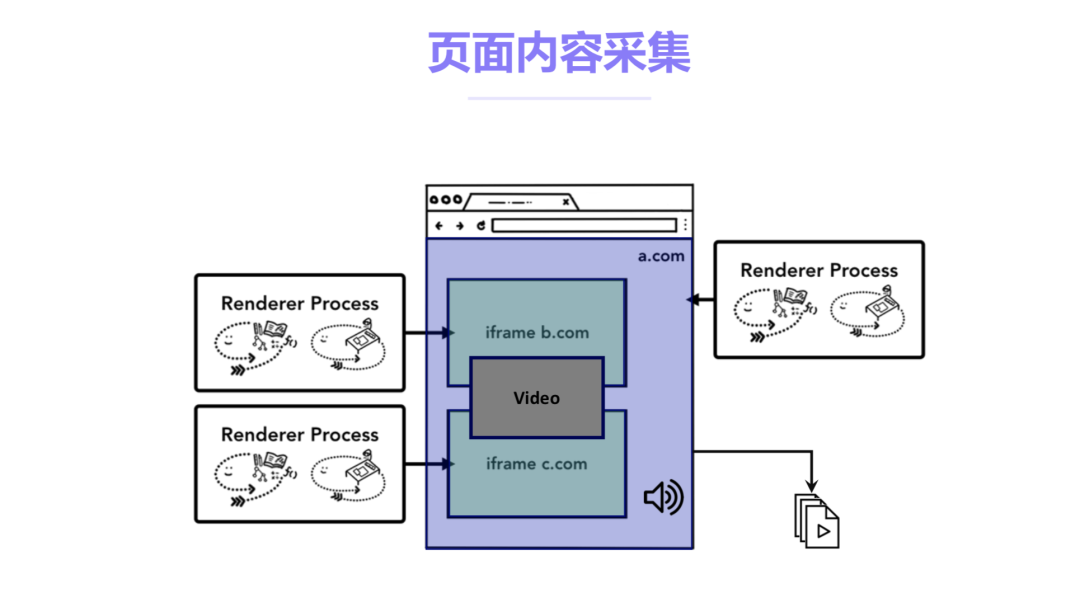 页面内容采集
a.com
Renderer Process
Renderer Process
iframe b.com
Video
Renderer Process
iframe c.com